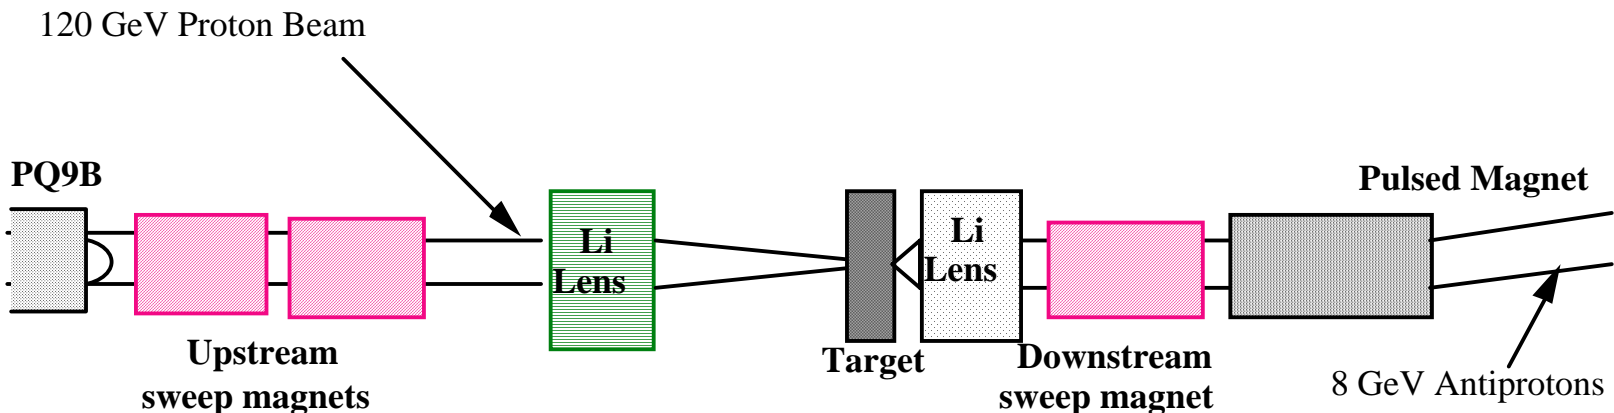 120 GeV Proton Beam
PQ9B
Pulsed Magnet
Li
Lens
Li
Lens
Upstream
sweep magnets
Target
Downstream
sweep magnet
8 GeV Antiprotons